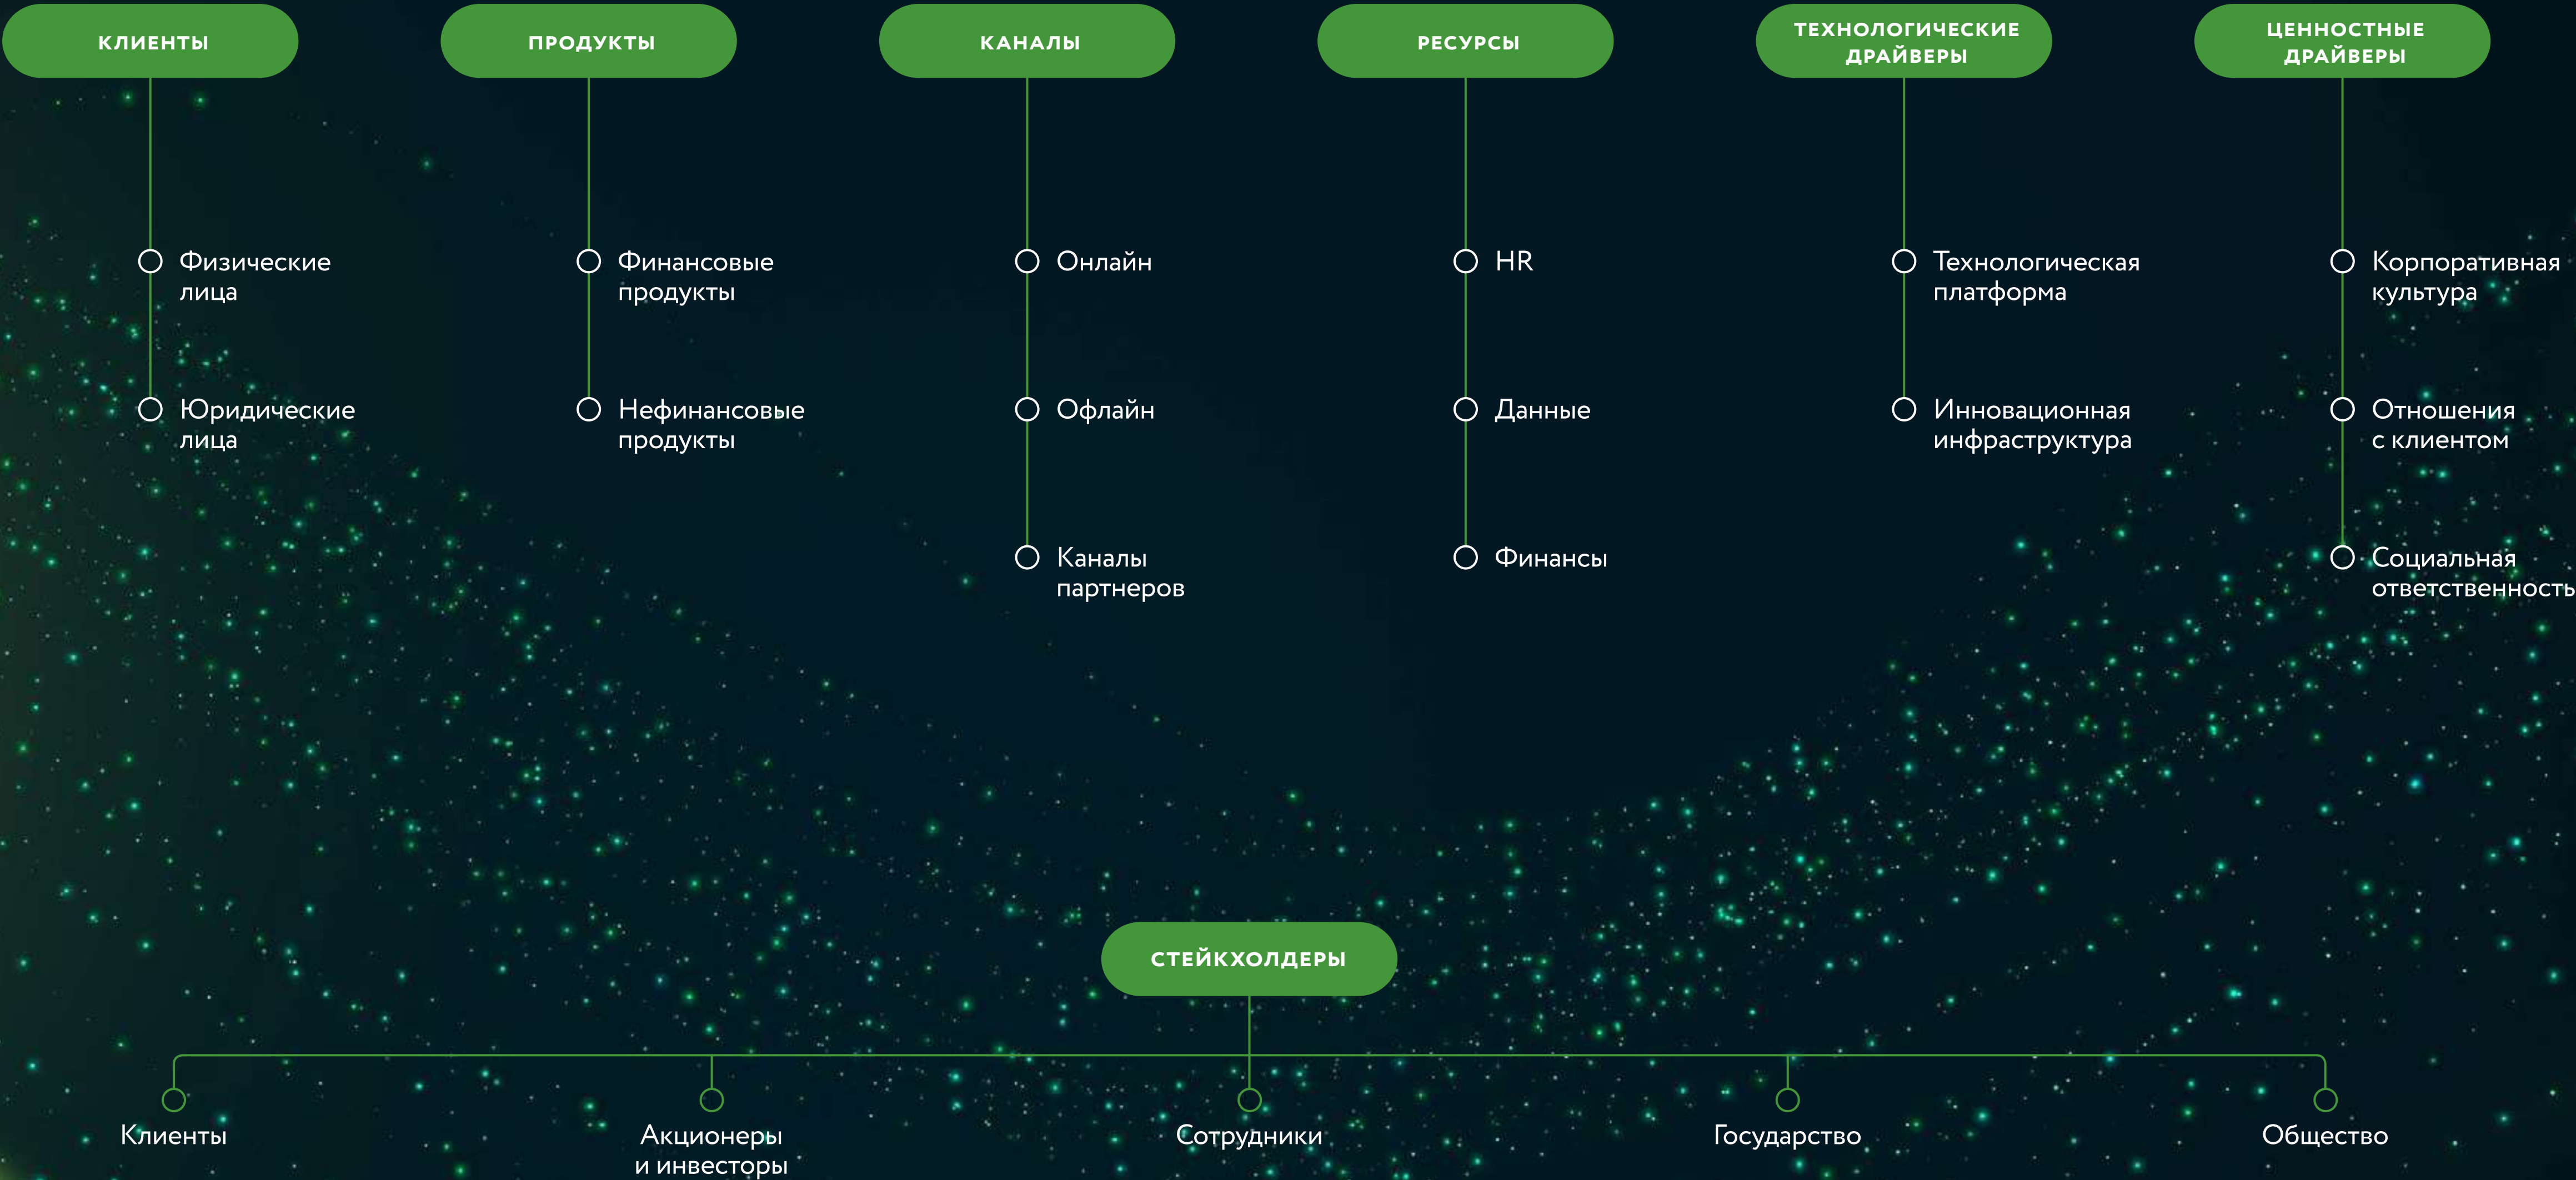 КЛИЕНТЫ
Физические
лица
Юридические
лица
ПРОДУКТЫ
Финансовые
продукты
Нефинансовые
продукты
КАНАЛЫ
Онлайн
Офлайн
Каналы
партнеров
РЕСУРСЫ
HR
Данные
Финансы
ТЕХНОЛОГИЧЕСКИЕ
ДРАЙВЕРЫ
Технологическая
платформа
Инновационная
инфраструктура
ЦЕННОСТНЫЕ
ДРАЙВЕРЫ
Корпоративная
культура
Отношения
с клиентом
Социальная
ответственность
СТЕЙКХОЛДЕРЫ
Клиенты
Акционеры
и инвесторы
Сотрудники
Государство
Общество